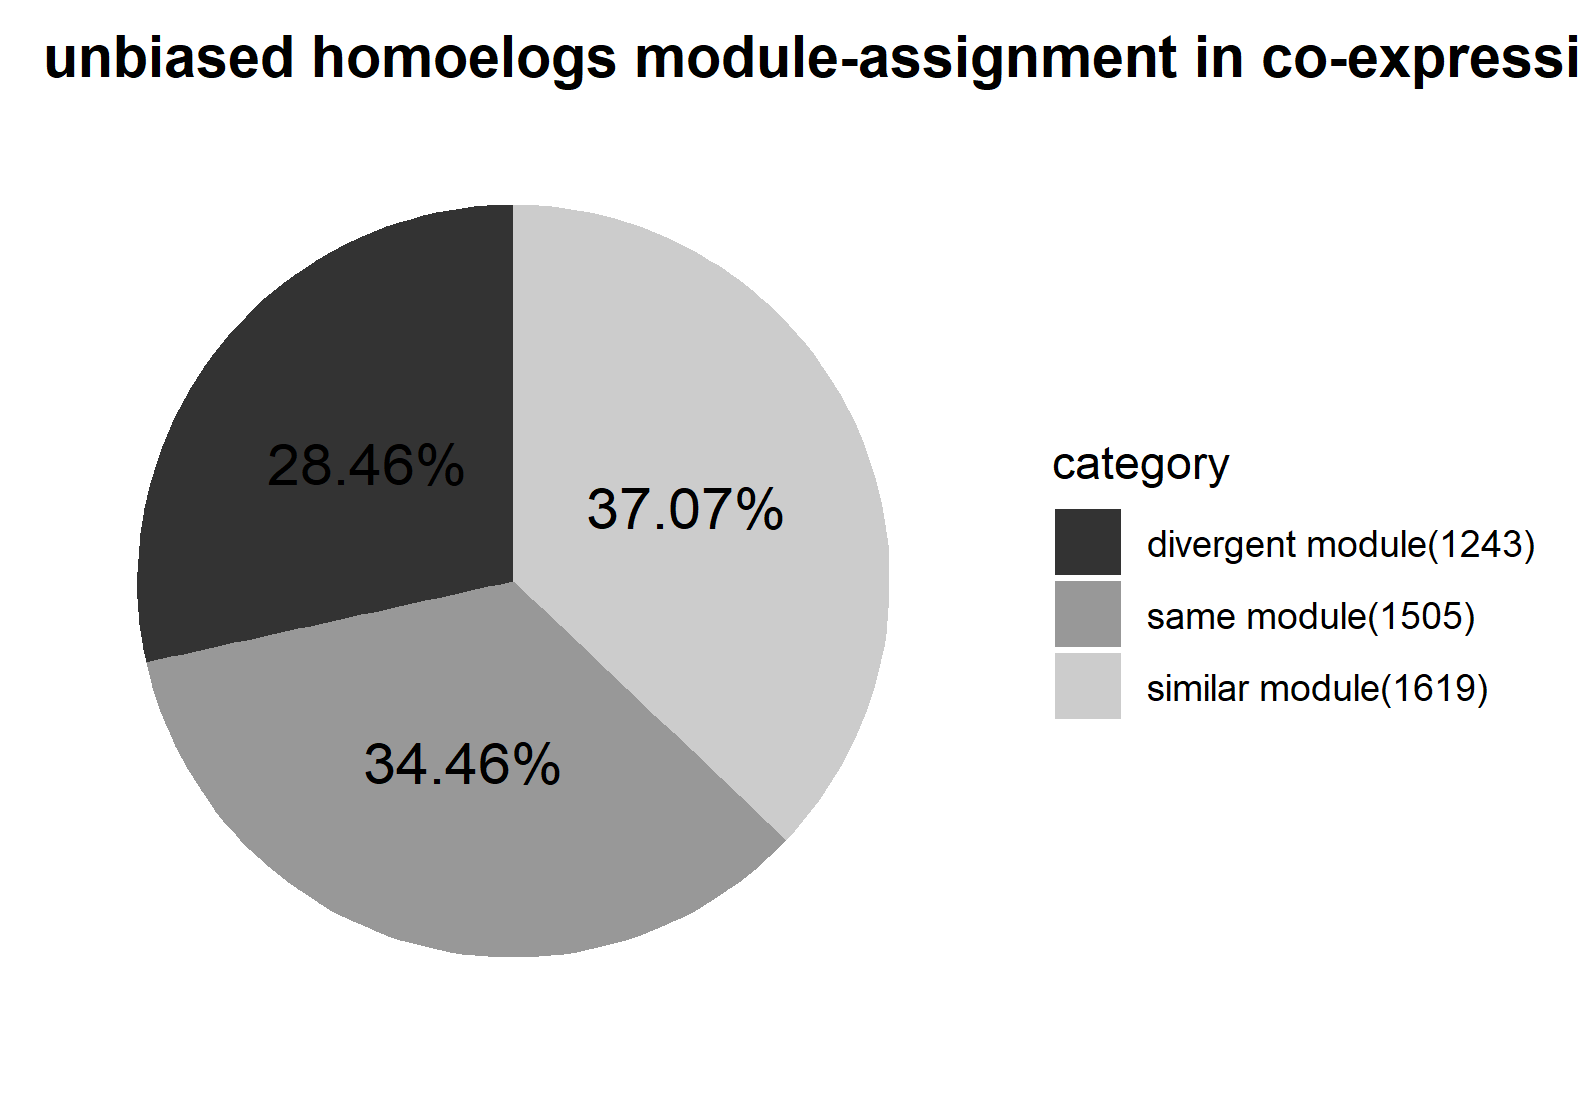 unbiased homoelogs module-assignment in co-expressi
28.46%
37.07%
34.46%
category
divergent module(1243)
same module(1505)
similar module(1619)